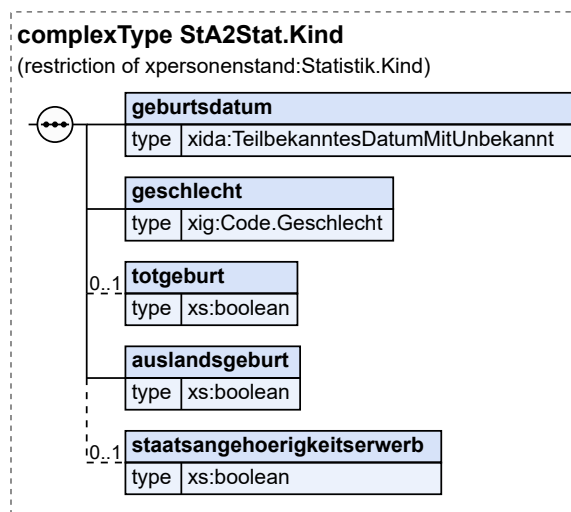 complexType StA2Stat.Kind
(restriction of xpersonenstand:Statistik.Kind)
geburtsdatum
type xida:TeilbekanntesDatumMitUnbekannt
geschlecht
type xig:Code.Geschlecht
0..1 totgeburt
type xs:boolean
auslandsgeburt
type xs:boolean
0..1 staatsangehoerigkeitserwerb
type xs:boolean